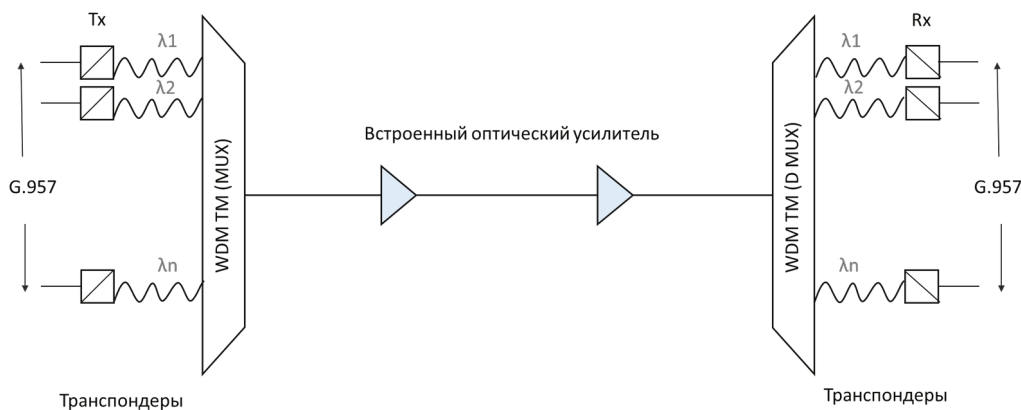 Tx
Rx
λ1
λ1
λ2
λ2
Встроенный оптический усилитель
G.957
G.957
WDM TM (MUX)
WDM TM (D MUX)
λn
λn
Транспондеры
Транспондеры